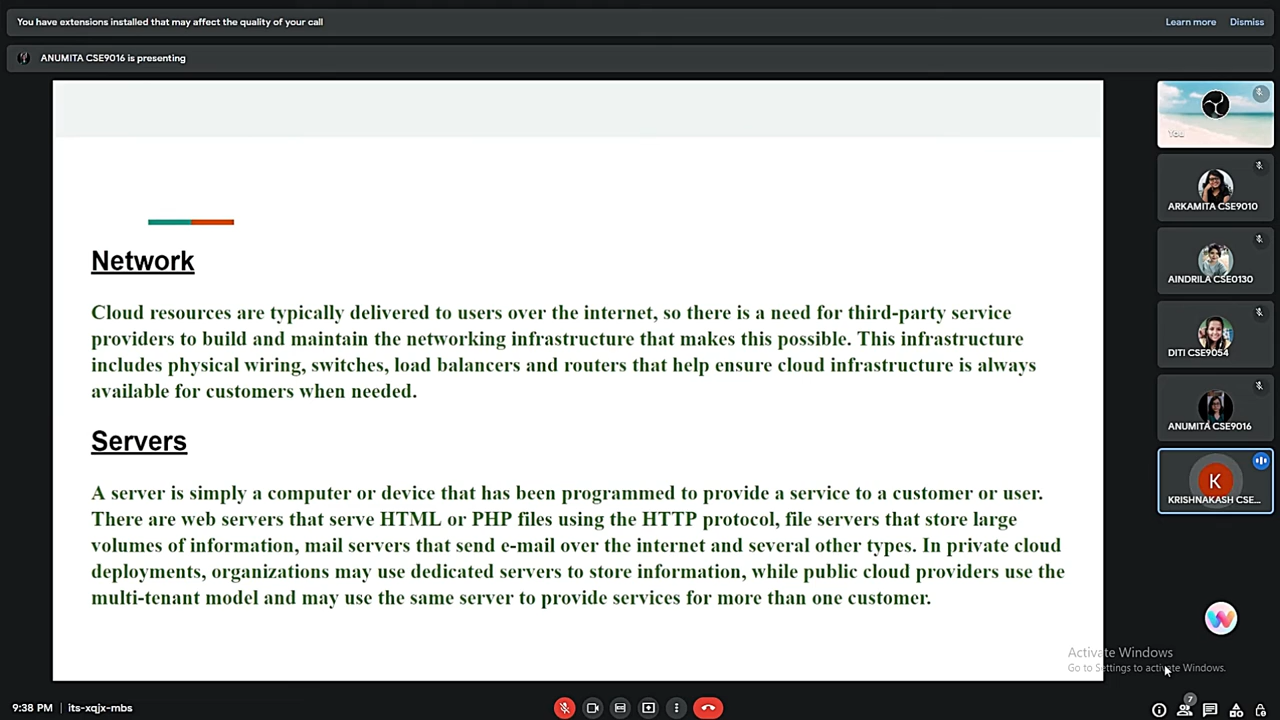 You have extensions installed that may affect the quality of your call
Learn more
Dismiss
ANUMITA CSE9016 is presenting
You
ARKAMITA CSE9010
AINDRILA CSE0130
DITI CSE9054
ANUMITA CSE9016
K
KRISHNAKASH CSE...
Network
Cloud resources are typically delivered to users over the internet, so there is a need for third-party service
providers to build and maintain the networking infrastructure that makes this possible. This infrastructure
includes physical wiring, switches, load balancers and routers that help ensure cloud infrastructure is always
available for customers when needed.
Servers
A server is simply a computer or device that has been programmed to provide a service to a customer or user.
There are web servers that serve HTML or PHP files using the HTTP protocol, file servers that store large
volumes of information, mail servers that send e-mail over the internet and several other types. In private cloud
deployments, organizations may use dedicated servers to store information, while public cloud providers use the
multi-tenant model and may use the same server to provide services for more than one customer.
W
Activate Windows
Go to Settings to activate Windows.
9:38 PM
its-xqjx-mbs
7